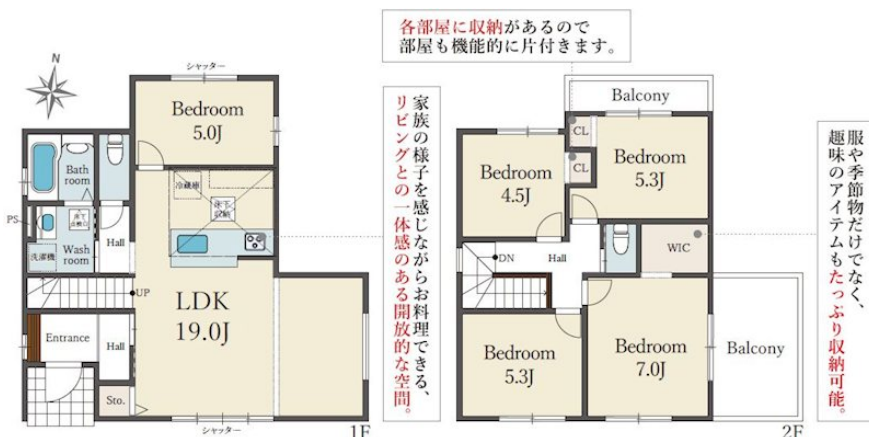 各部屋に収納があるので
部屋も機能的に片付きます。
N
シャッター
Bedroom
5.0J
Bath
room
冷蔵庫
床下
収納
家族の様子を感じながらお料理できる、
リビングとの一体感のある開放的な空間。
PS
洗濯機
Wash
room
Hall
UP
LDK
19.0J
Entrance
Hall
Sto.
シャッター
1F
Balcony
CL
Bedroom
4.5J
CL
Bedroom
5.3J
DN
Hall
WIC
Bedroom
5.3J
Bedroom
7.0J
Balcony
2F
服や季節物だけでなく、
趣味のアイテムもたっぷり収納可能。